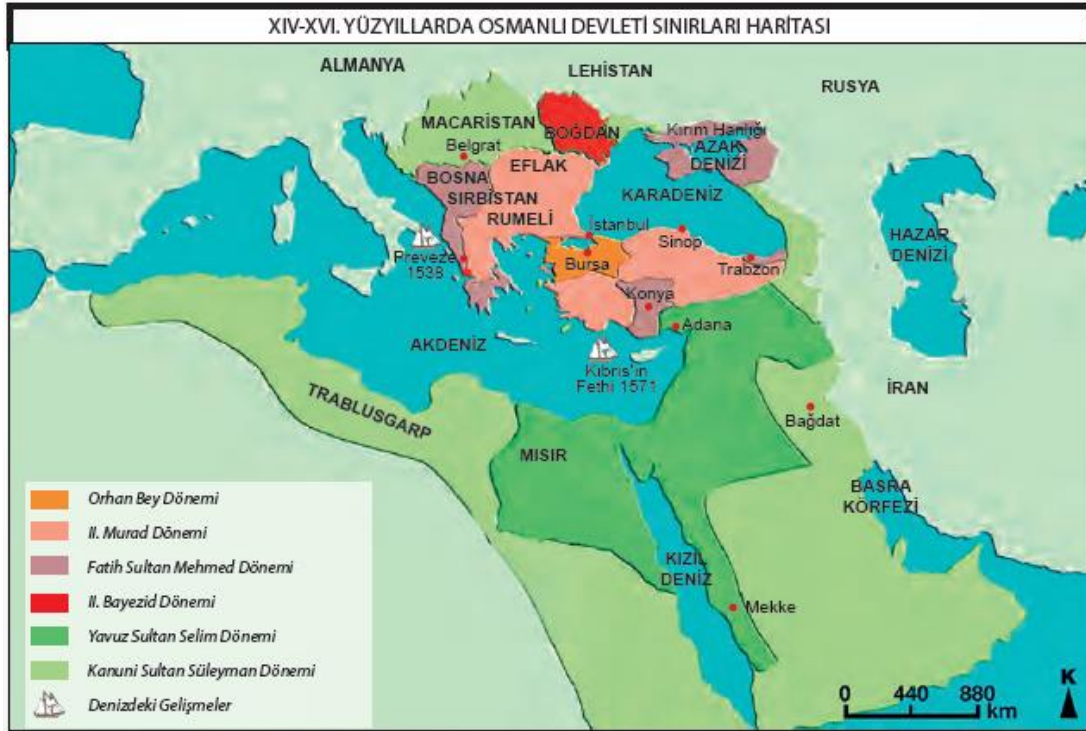 XIV-XVI. YÜZYILLARDA OSMANLI DEVLETİ SINIRLARI HARİTASI
ALMANYA
LEHİSTAN
RUSYA
MACARİSTAN
BOĞDAN
Kırım Hanlığı
AZAK
DENİZİ
Belgrat
EFLAK
BOSNA
SIRBİSTAN
RUMELİ
KARADENİZ
HAZAR
DENİZİ
İstanbul
Sinop
Preveze
1538
Bursa
Trabzon
Konya
Adana
AKDENİZ
Kıbrıs'ın
Fethi 1571
İRAN
TRABLUSGARP
Bağdat
MISIR
BASRA
KÖRFEZİ
KIZIL
DENİZ
Mekke
Orhan Bey Dönemi
II. Murad Dönemi
Fatih Sultan Mehmed Dönemi
II. Bayezid Dönemi
Yavuz Sultan Selim Dönemi
Kanuni Sultan Süleyman Dönemi
Denizdeki Gelişmeler
K
0 440 880
km